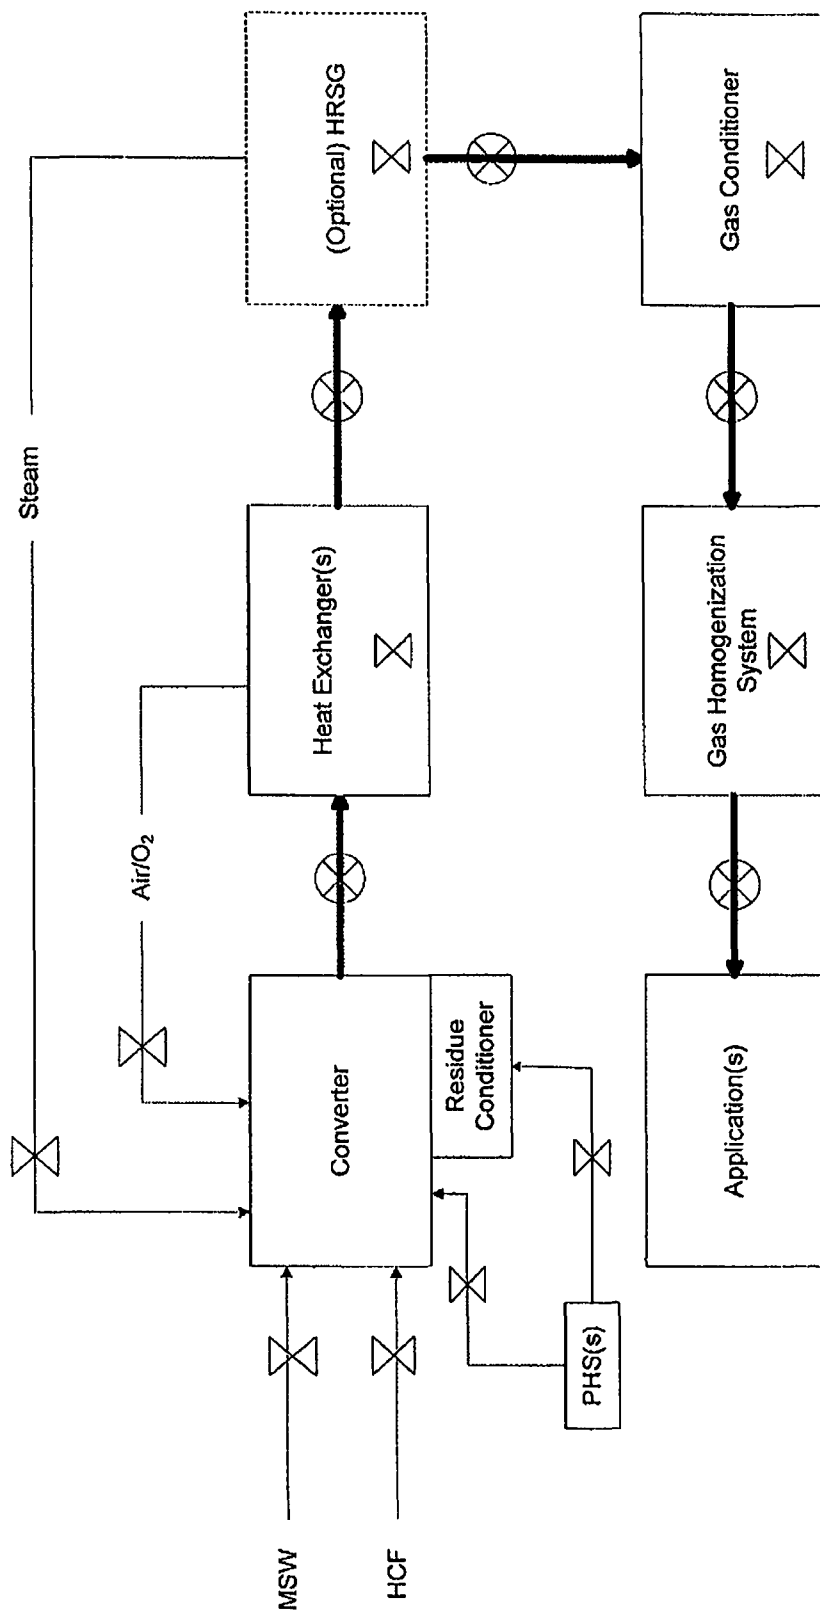 Steam
Air/O₂
MSW
HCF
Converter
Residue
Conditioner
PHS(s)
Heat Exchanger(s)
(Optional) HRSG
Application(s)
Gas Homogenization
System
Gas Conditioner